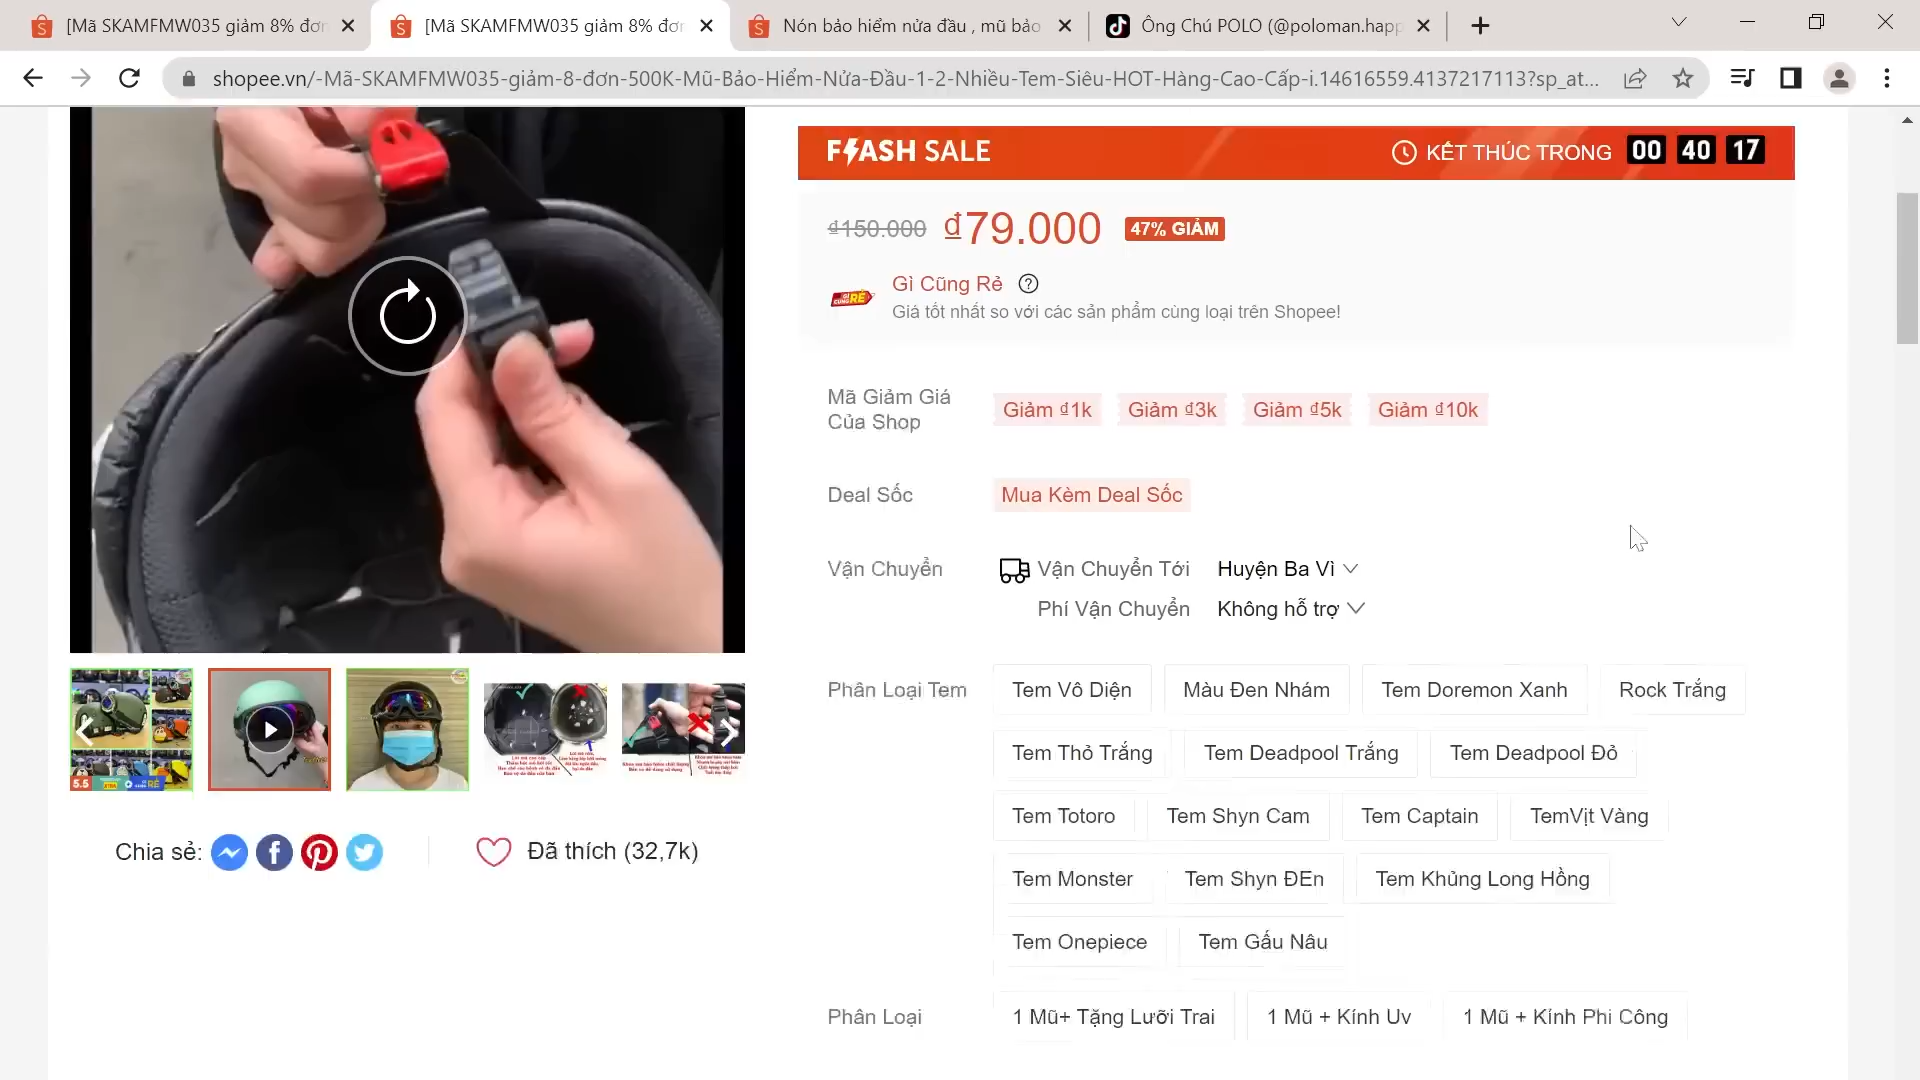 [Mã SKAMFMW035 giảm 8% đơn
[Mã SKAMFMW035 giảm 8% đơn
Nón bảo hiểm nửa đầu , mũ bảo
Ông Chú POLO (@poloman.happ
shopee.vn/-Mã-SKAMFMW035-giảm-8-đơn-500K-Mũ-Bảo-Hiểm-Nửa-Đầu-1-2-Nhiều-Tem-Siêu-HOT-Hàng-Cao-Cấp-i.14616559.4137217113?sp_at...
FLASH SALE
KẾT THÚC TRONG 00 40 17
₫150.000 ₫79.000 47% GIẢM
Gì Cũng Rẻ
Giá tốt nhất so với các sản phẩm cùng loại trên Shopee!
Mã Giảm Giá
Của Shop
Giảm ₫1k Giảm ₫3k Giảm ₫5k Giảm ₫10k
Deal Sốc Mua Kèm Deal Sốc
Vận Chuyển Vận Chuyển Tới Huyện Ba Vì
Phí Vận Chuyển Không hỗ trợ
Phân Loại Tem Tem Vô Diện Màu Đen Nhám Tem Doremon Xanh Rock Trắng
Tem Thỏ Trắng Tem Deadpool Trắng Tem Deadpool Đỏ
Tem Totoro Tem Shyn Cam Tem Captain TemVịt Vàng
Tem Monster Tem Shyn ĐEn Tem Khủng Long Hồng
Tem Onepiece Tem Gấu Nâu
Phân Loại 1 Mũ+ Tặng Lưỡi Trai 1 Mũ + Kính Uv 1 Mũ + Kính Phi Công
5.5
Chia sẻ:
Đã thích (32,7k)